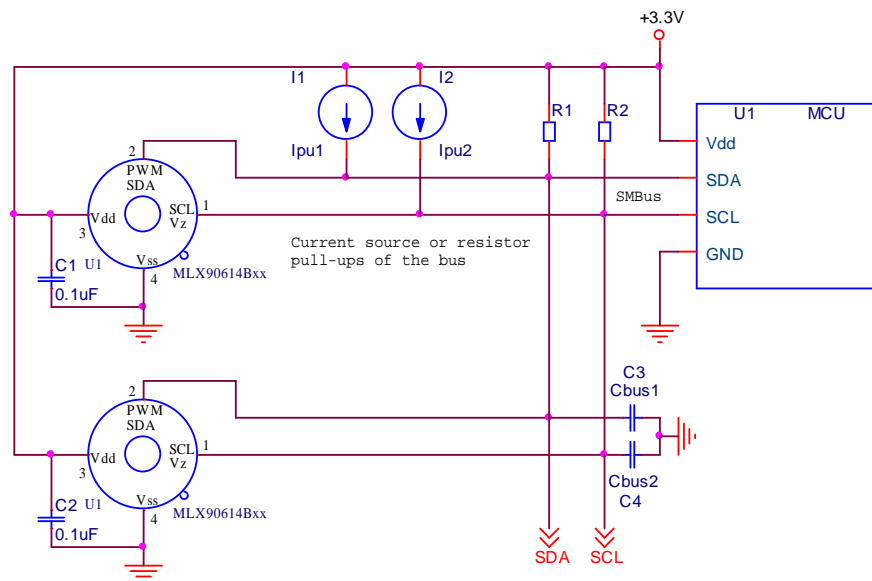 +3.3V
I1
I2
R1
R2
U1
MCU
Ipu1
Ipu2
Vdd
SDA
SMBus
SCL
GND
2
PWM
SDA
SCL
Vz
1
Vdd
3
Vss
4
C1
U1
0.1uF
MLX90614Bxx
Current source or resistor
pull-ups of the bus
C3
Cbus1
2
PWM
SDA
SCL
Vz
1
Vdd
3
Vss
4
Cbus2
C4
C2
U1
0.1uF
MLX90614Bxx
SDA
SCL